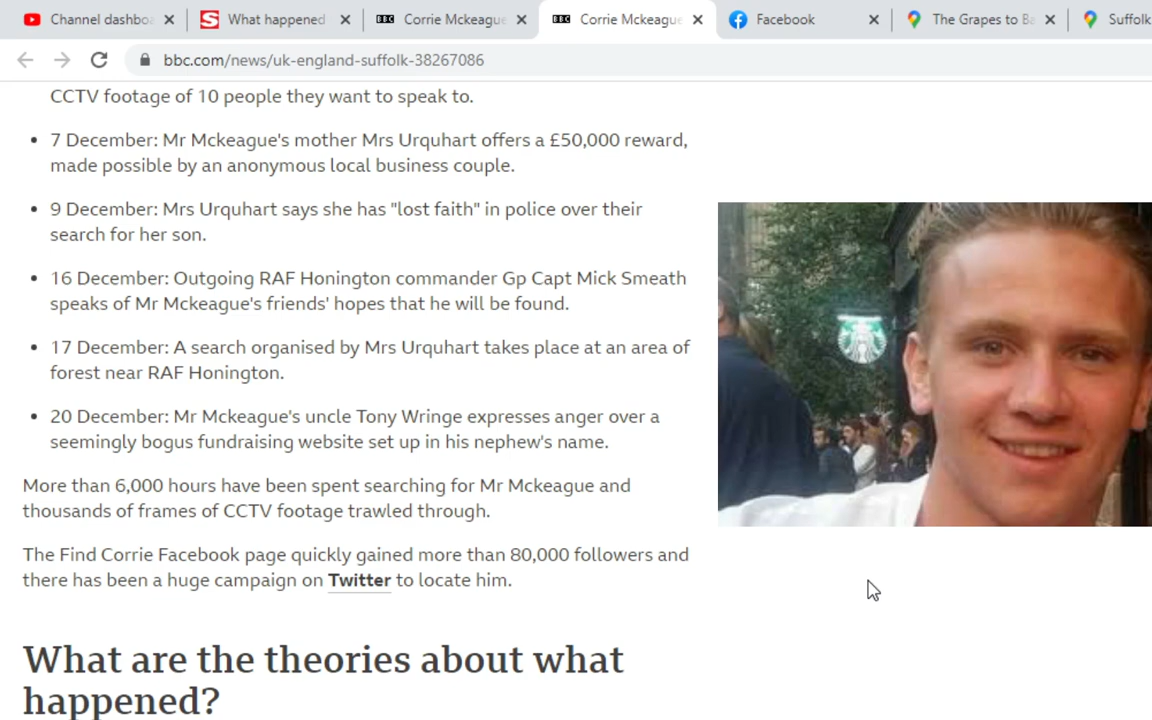 Channel dashboa
What happened
BBC Corrie Mckeague
BBC Corrie Mckeague
Facebook
The Grapes to Ba
Suffolk
bbc.com/news/uk-england-suffolk-38267086
CCTV footage of 10 people they want to speak to.
7 December: Mr Mckeague's mother Mrs Urquhart offers a £50,000 reward,
made possible by an anonymous local business couple.
9 December: Mrs Urquhart says she has "lost faith" in police over their
search for her son.
16 December: Outgoing RAF Honington commander Gp Capt Mick Smeath
speaks of Mr Mckeague's friends' hopes that he will be found.
17 December: A search organised by Mrs Urquhart takes place at an area of
forest near RAF Honington.
20 December: Mr Mckeague's uncle Tony Wringe expresses anger over a
seemingly bogus fundraising website set up in his nephew's name.
More than 6,000 hours have been spent searching for Mr Mckeague and
thousands of frames of CCTV footage trawled through.
The Find Corrie Facebook page quickly gained more than 80,000 followers and
there has been a huge campaign on Twitter to locate him.
What are the theories about what
happened?